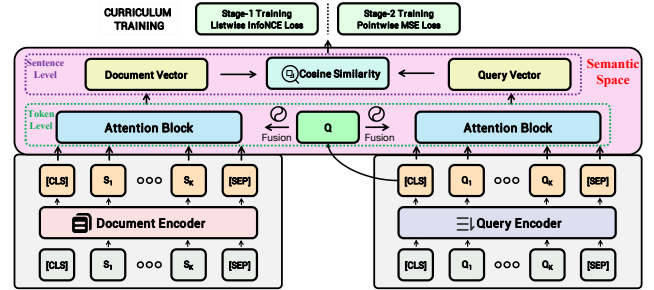 CURRICULUM
TRAINING
Stage-1 Training
Listwise InfoNCE Loss
Stage-2 Training
Pointwise MSE Loss
Sentence
Level
Document Vector
Cosine Similarity
Query Vector
Semantic
Space
Token
Level
Attention Block
Fusion
Q
Fusion
Attention Block
[CLS]
S1
SK
[SEP]
[CLS]
Q1
QK
[SEP]
Document Encoder
Query Encoder
[CLS]
S1
SK
[SEP]
[CLS]
Q1
QK
[SEP]